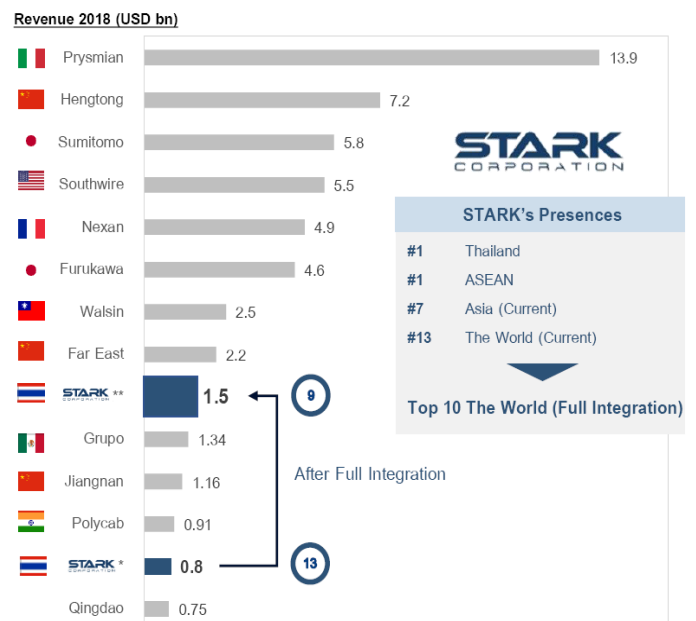 Revenue 2018 (USD bn)
Prysmian 13.9
Hengtong 7.2
Sumitomo 5.8
Southwire 5.5
Nexan 4.9
Furukawa 4.6
Walsin 2.5
Far East 2.2
STARK CORPORATION ** 1.5 9
Grupo 1.34
Jiangnan 1.16
Polycab 0.91
STARK CORPORATION * 0.8 13
Qingdao 0.75
After Full Integration
STARK
CORPORATION
STARK's Presences
#1 Thailand
#1 ASEAN
#7 Asia (Current)
#13 The World (Current)
Top 10 The World (Full Integration)